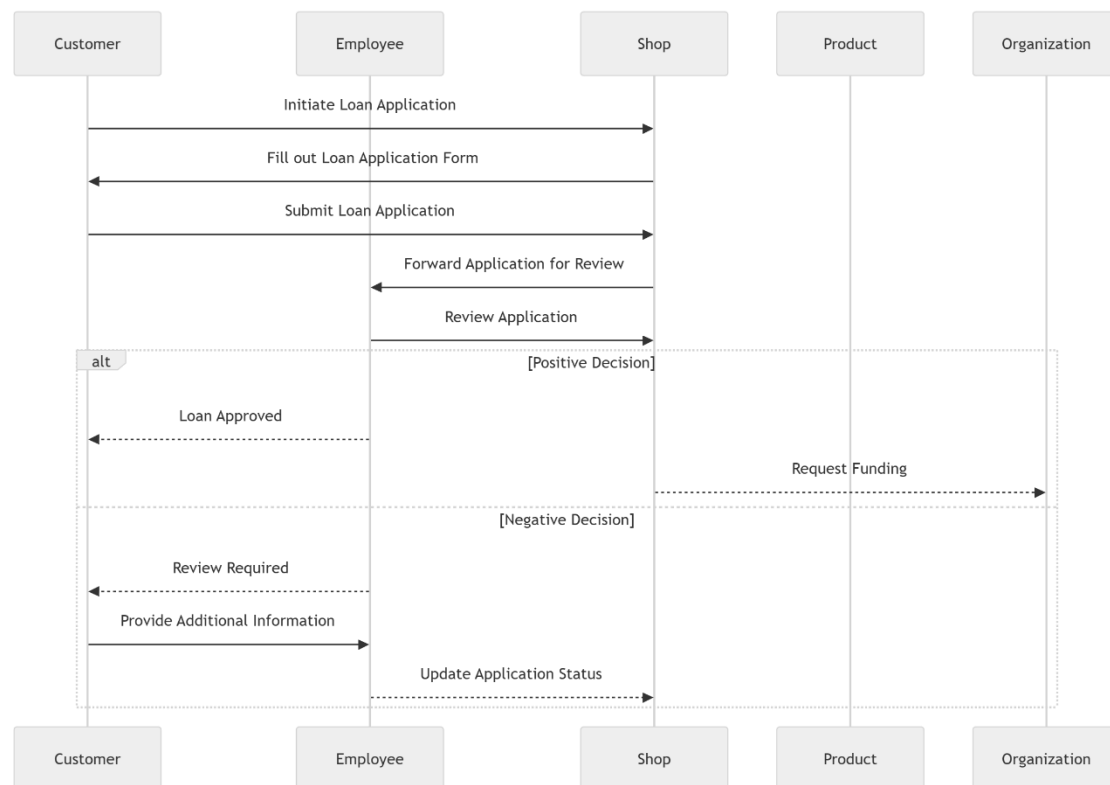 Customer Employee Shop Product Organization
Initiate Loan Application
Fill out Loan Application Form
Submit Loan Application
Forward Application for Review
Review Application
alt [Positive Decision]
Loan Approved
Request Funding
[Negative Decision]
Review Required
Provide Additional Information
Update Application Status
Customer Employee Shop Product Organization